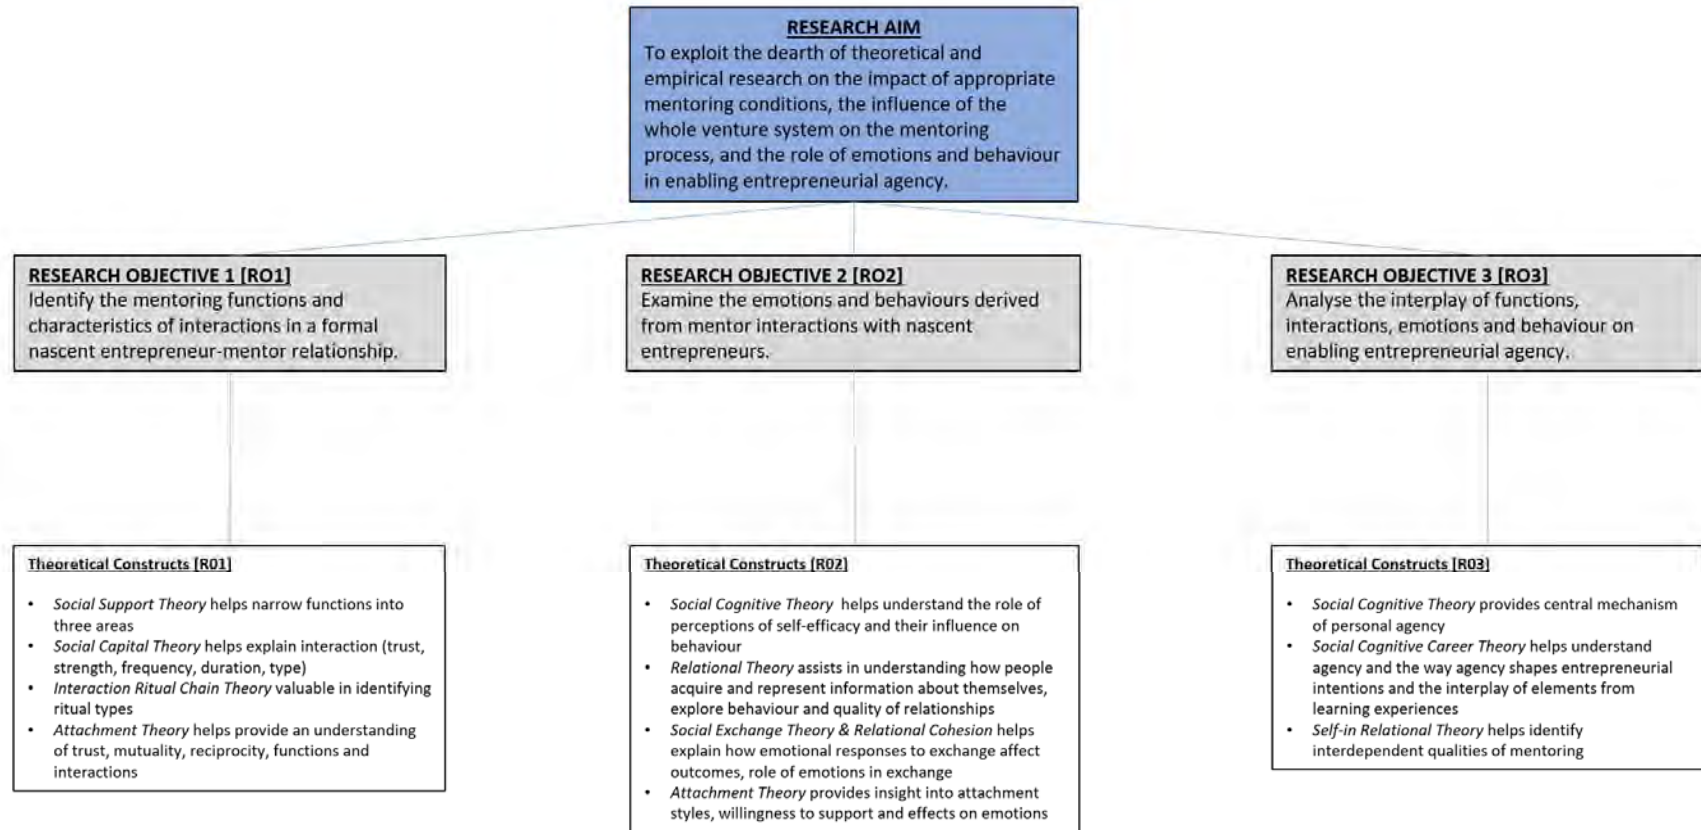 RESEARCH AIM
To exploit the dearth of theoretical and
empirical research on the impact of appropriate
mentoring conditions, the influence of the
whole venture system on the mentoring
process, and the role of emotions and behaviour
in enabling entrepreneurial agency.
RESEARCH OBJECTIVE 1 [RO1]
Identify the mentoring functions and
characteristics of interactions in a formal
nascent entrepreneur-mentor relationship.
RESEARCH OBJECTIVE 2 [RO2]
Examine the emotions and behaviours derived
from mentor interactions with nascent
entrepreneurs.
RESEARCH OBJECTIVE 3 [RO3]
Analyse the interplay of functions,
interactions, emotions and behaviour on
enabling entrepreneurial agency.
Theoretical Constructs [R01]
• Social Support Theory helps narrow functions into
three areas
• Social Capital Theory helps explain interaction (trust,
strength, frequency, duration, type)
• Interaction Ritual Chain Theory valuable in identifying
ritual types
• Attachment Theory helps provide an understanding
of trust, mutuality, reciprocity, functions and
interactions
Theoretical Constructs [R02]
• Social Cognitive Theory helps understand the role of
perceptions of self-efficacy and their influence on
behaviour
• Relational Theory assists in understanding how people
acquire and represent information about themselves,
explore behaviour and quality of relationships
• Social Exchange Theory & Relational Cohesion helps
explain how emotional responses to exchange affect
outcomes, role of emotions in exchange
• Attachment Theory provides insight into attachment
styles, willingness to support and effects on emotions
Theoretical Constructs [R03]
• Social Cognitive Theory provides central mechanism
of personal agency
• Social Cognitive Career Theory helps understand
agency and the way agency shapes entrepreneurial
intentions and the interplay of elements from
learning experiences
• Self-in Relational Theory helps identify
interdependent qualities of mentoring